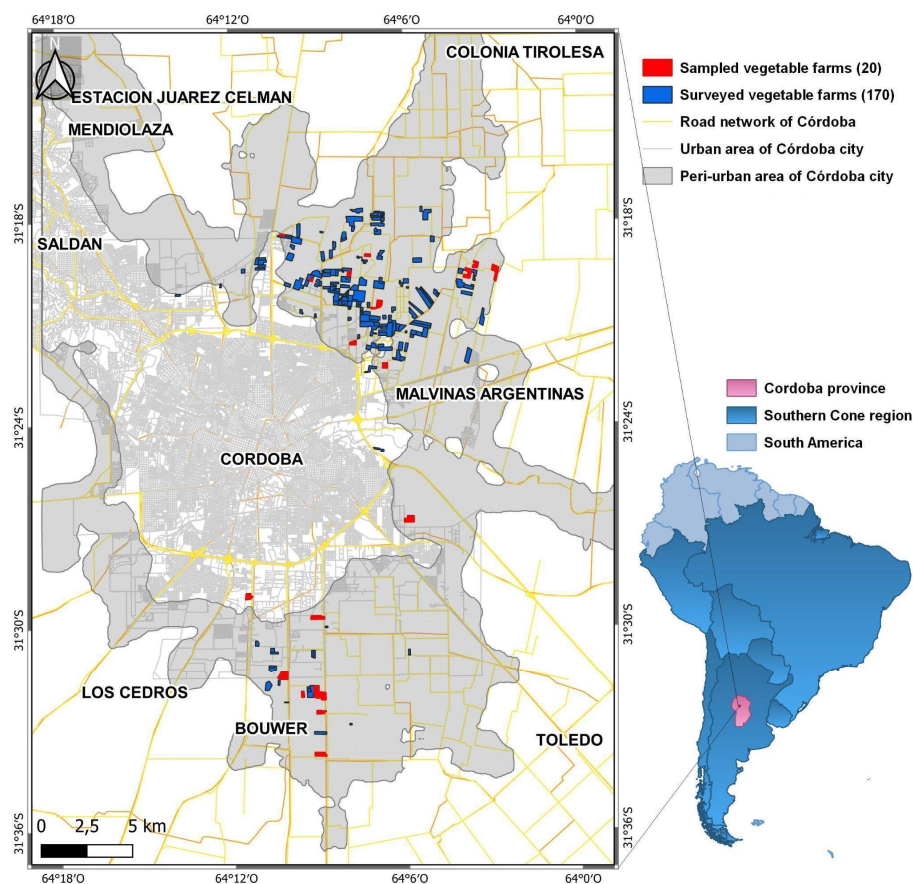 64°18'O 64°12'O 64°6'O 64°0'O
N
COLONIA TIROLESA
ESTACION JUAREZ CELMAN
MENDIOLAZA
SALDAN
MALVINAS ARGENTINAS
CORDOBA
LOS CEDROS
BOUWER
TOLEDO
0 2,5 5 km
31°18'S
31°24'S
31°30'S
31°36'S
64°18'O 64°12'O 64°6'O 64°0'O
31°18'S
31°24'S
31°30'S
31°36'S
Sampled vegetable farms (20)
Surveyed vegetable farms (170)
Road network of Córdoba
Urban area of Córdoba city
Peri-urban area of Córdoba city
Cordoba province
Southern Cone region
South America